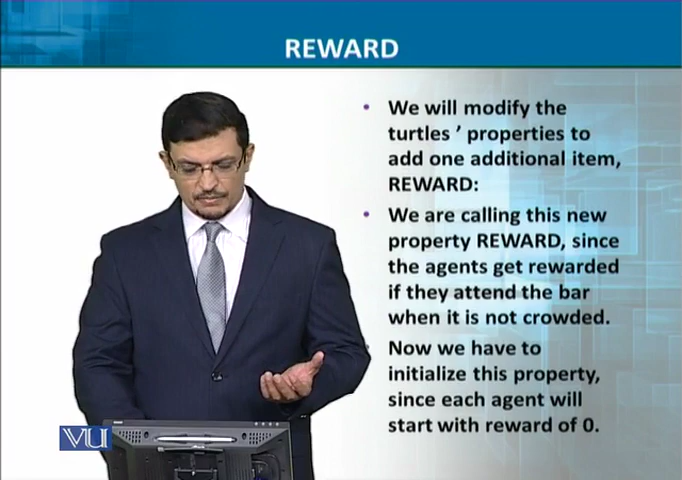 REWARD
• We will modify the
turtles ’ properties to
add one additional item,
REWARD:
• We are calling this new
property REWARD, since
the agents get rewarded
if they attend the bar
when it is not crowded.
Now we have to
initialize this property,
since each agent will
start with reward of 0.
VU